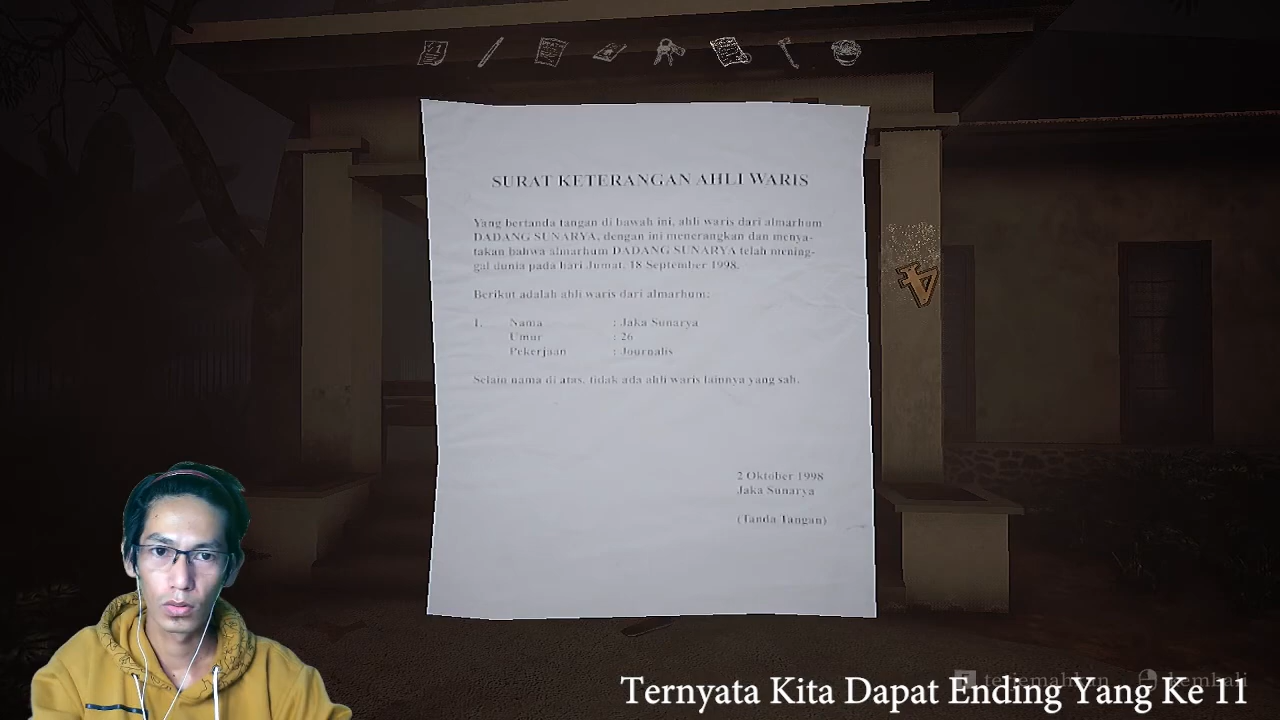 SURAT KETERANGAN AHLI WARIS
Yang bertanda tangan di bawah ini, ahli waris dari almarhum
DADANG SUNARYA, dengan ini menerangkan dan menya-
takan bahwa almarhum DADANG SUNARYA telah mening-
gal dunia pada hari Jumat, 18 September 1998.
Berikut adalah ahli waris dari almarhum:
1. Nama : Jaka Sunarya
Umur : 26
Pekerjaan : Journalis
Selain nama di atas, tidak ada ahli waris lainnya yang sah.
2 Oktober 1998
Jaka Sunarya
(Tanda Tangan)
terjemahkan kembali
Ternyata Kita Dapat Ending Yang Ke 11